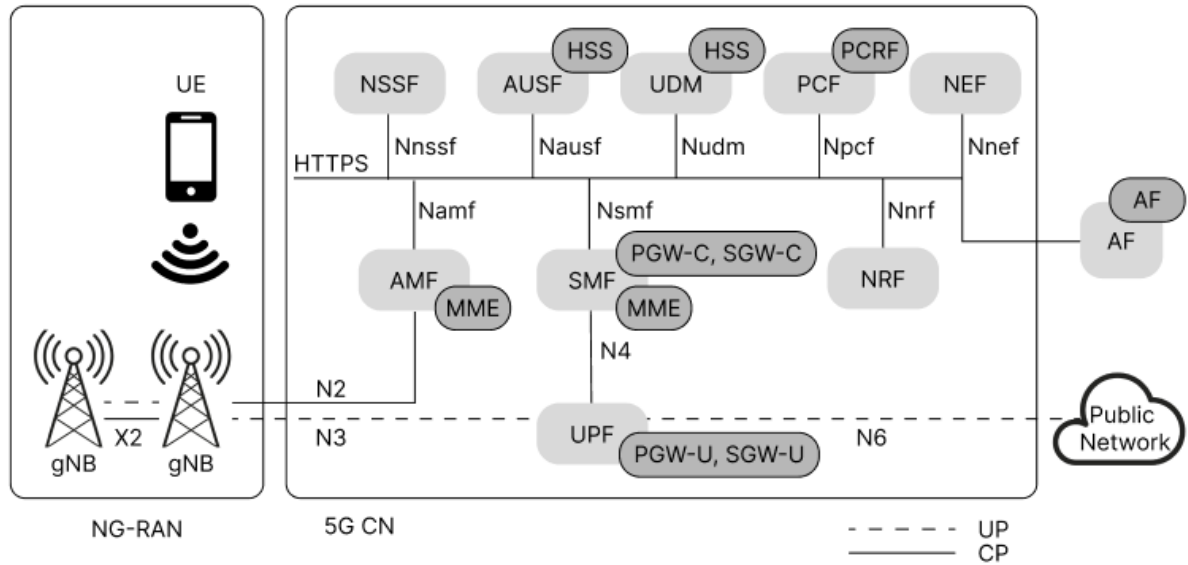 UE
HSS
HSS
PCRF
NSSF
AUSF
UDM
PCF
NEF
Nnssf
Nausf
Nudm
Npcf
Nnef
HTTPS
Namf
Nsmf
Nnrf
AF
AF
PGW-C, SGW-C
AMF
SMF
NRF
MME
MME
N4
N2
N3
X2
gNB
gNB
UPF
PGW-U, SGW-U
N6
Public
Network
NG-RAN
5G CN
UP
CP